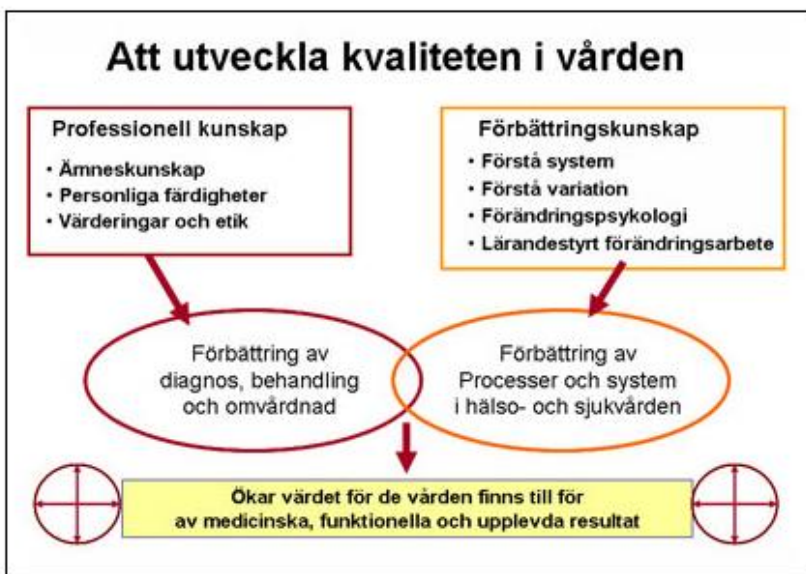 Att utveckla kvaliteten i vården
Professionell kunskap
• Ämneskunskap
• Personliga färdigheter
• Värderingar och etik
Förbättringskunskap
• Förstå system
• Förstå variation
• Förändringspsykologi
• Lärandestyrt förändringsarbete
Förbättring av
diagnos, behandling
och omvårdnad
Förbättring av
Processer och system
i hälso- och sjukvården
Ökar värdet för de vården finns till för
av medicinska, funktionella och upplevda resultat